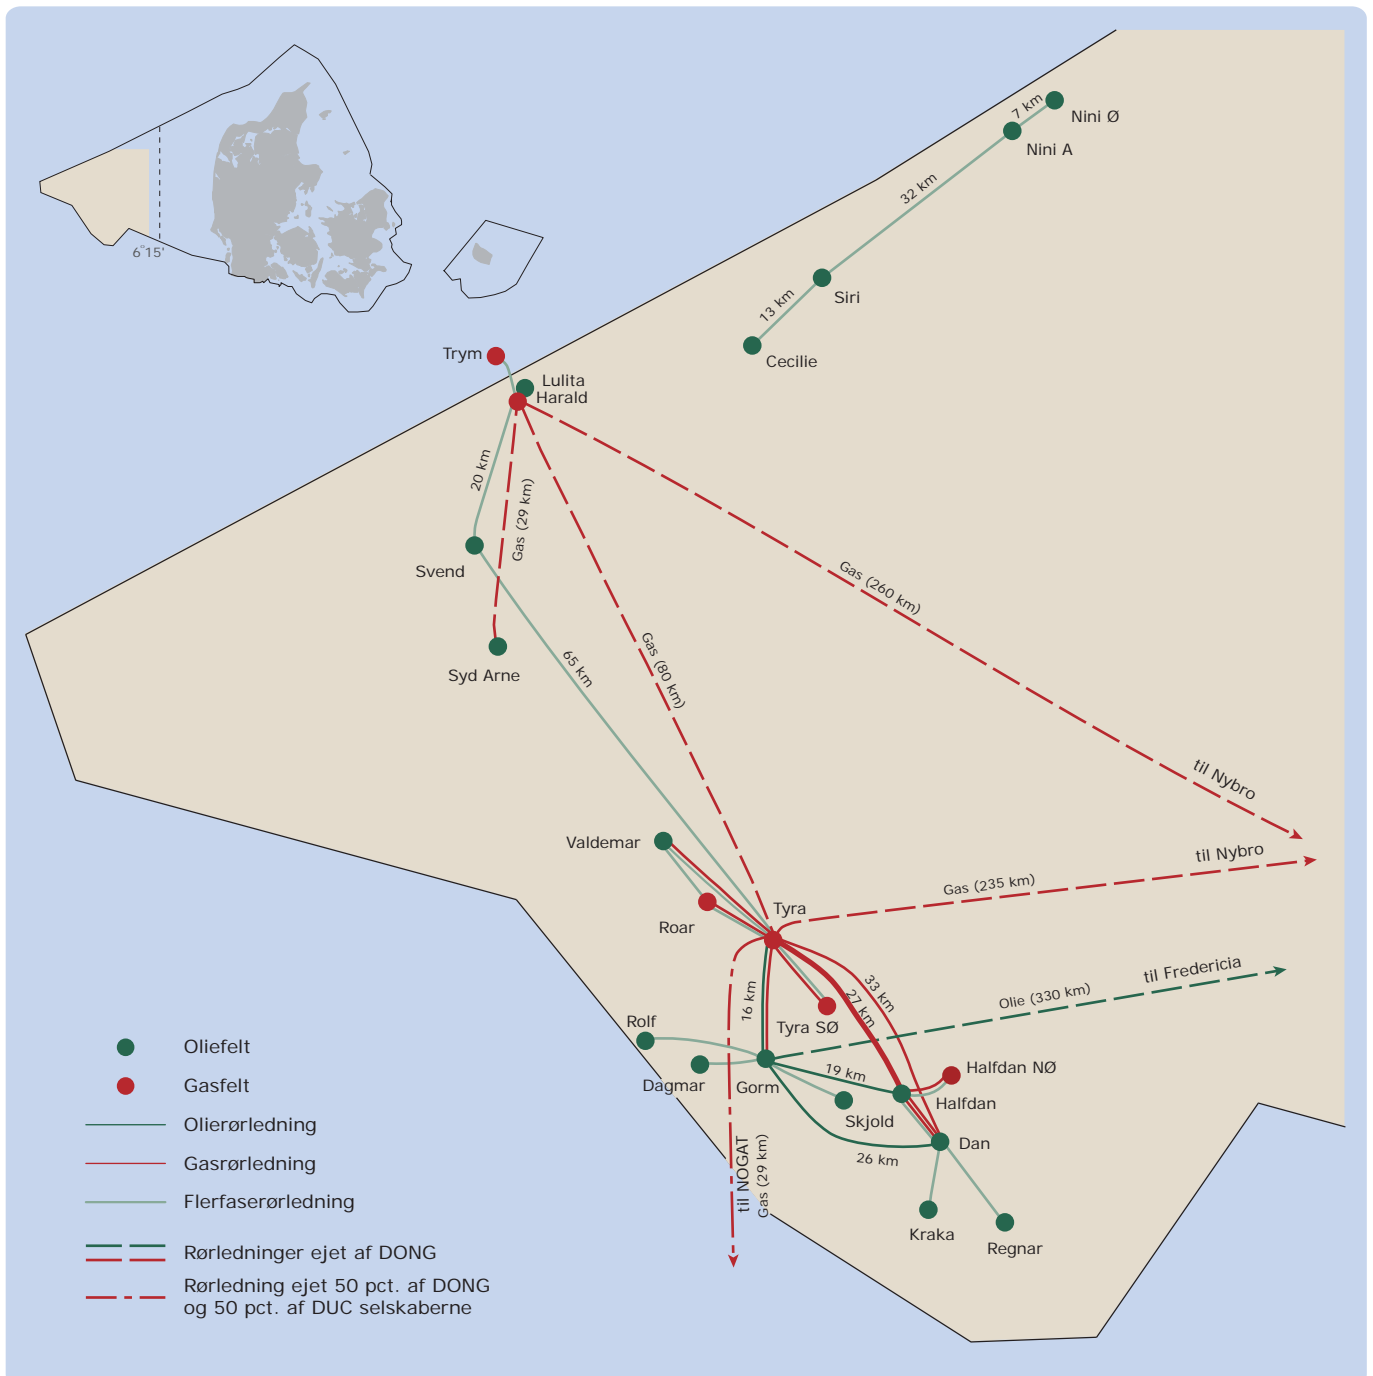 7 km
Nini Ø
Nini A
32 km
6°15'
Siri
13 km
Cecilie
Trym
Lulita
Harald
20 km
Gas (29 km)
Svend
Gas (260 km)
Syd Arne
65 km
Gas (80 km)
til Nybro
Valdemar
til Nybro
Gas (235 km)
Tyra
Roar
til Fredericia
33 km
27 km
Olie (330 km)
16 km
Rolf
Tyra SØ
Halfdan NØ
19 km
Dagmar
Gorm
Halfdan
Skjold
Dan
26 km
til NOGAT
Gas (29 km)
Kraka
Regnar
Oliefelt
Gasfelt
Olierørledning
Gasrørledning
Flerfaserørledning
Rørledninger ejet af DONG
Rørledning ejet 50 pct. af DONG
og 50 pct. af DUC selskaberne